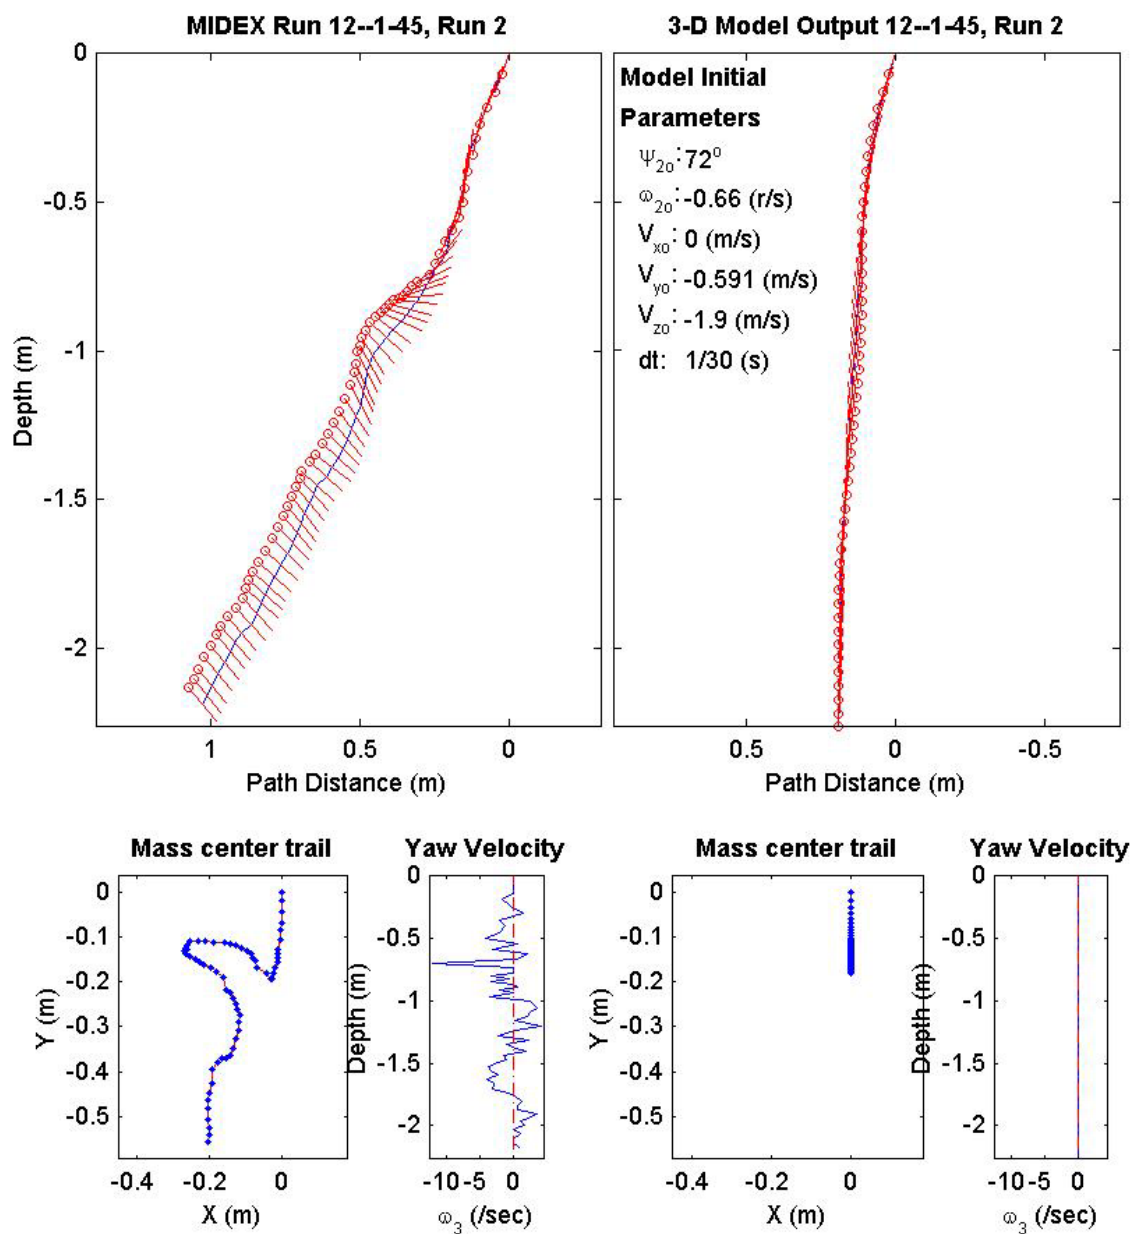 MIDEX Run 12--1-45, Run 2
0
-0.5
-1
-1.5
-2
Depth (m)
1 0.5 0
Path Distance (m)
3-D Model Output 12--1-45, Run 2
Model Initial
Parameters
Ψ2o: 72o
ω2o: -0.66 (r/s)
Vxo: 0 (m/s)
Vyo: -0.591 (m/s)
Vzo: -1.9 (m/s)
dt: 1/30 (s)
0.5 0 -0.5
Path Distance (m)
Mass center trail
0
-0.1
-0.2
-0.3
-0.4
-0.5
Y (m)
-0.4 -0.2 0
X (m)
Yaw Velocity
0
-0.5
-1
-1.5
-2
Depth (m)
-10 -5 0
ω3 (/sec)
Mass center trail
0
-0.1
-0.2
-0.3
-0.4
-0.5
Y (m)
-0.4 -0.2 0
X (m)
Yaw Velocity
0
-0.5
-1
-1.5
-2
Depth (m)
-10 -5 0
ω3 (/sec)